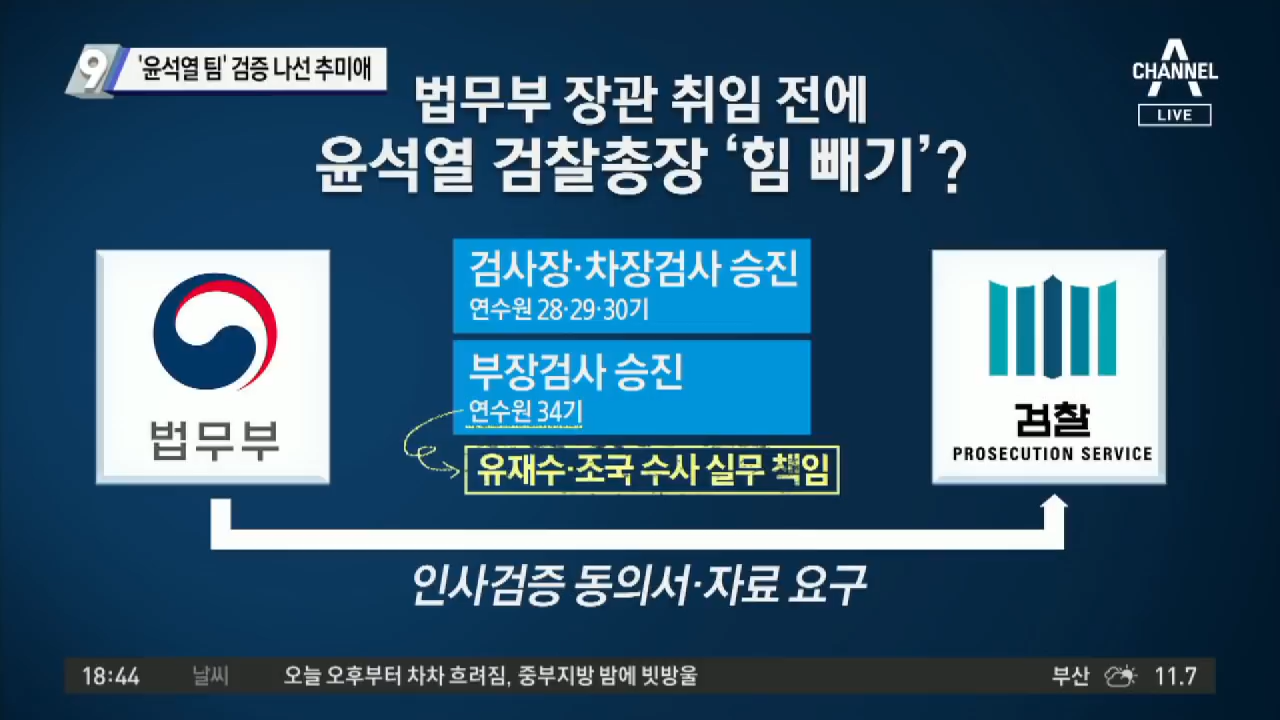 9 '윤석열 팀' 검증 나선 추미애
CHANNEL A
LIVE
법무부 장관 취임 전에
윤석열 검찰총장 '힘 빼기'?
검사장·차장검사 승진
연수원 28·29·30기
부장검사 승진
연수원 34기
유재수·조국 수사 실무 책임
법무부
검찰
PROSECUTION SERVICE
인사검증 동의서·자료 요구
18:44 날씨 오늘 오후부터 차차 흐려짐, 중부지방 밤에 빗방울 부산 11.7